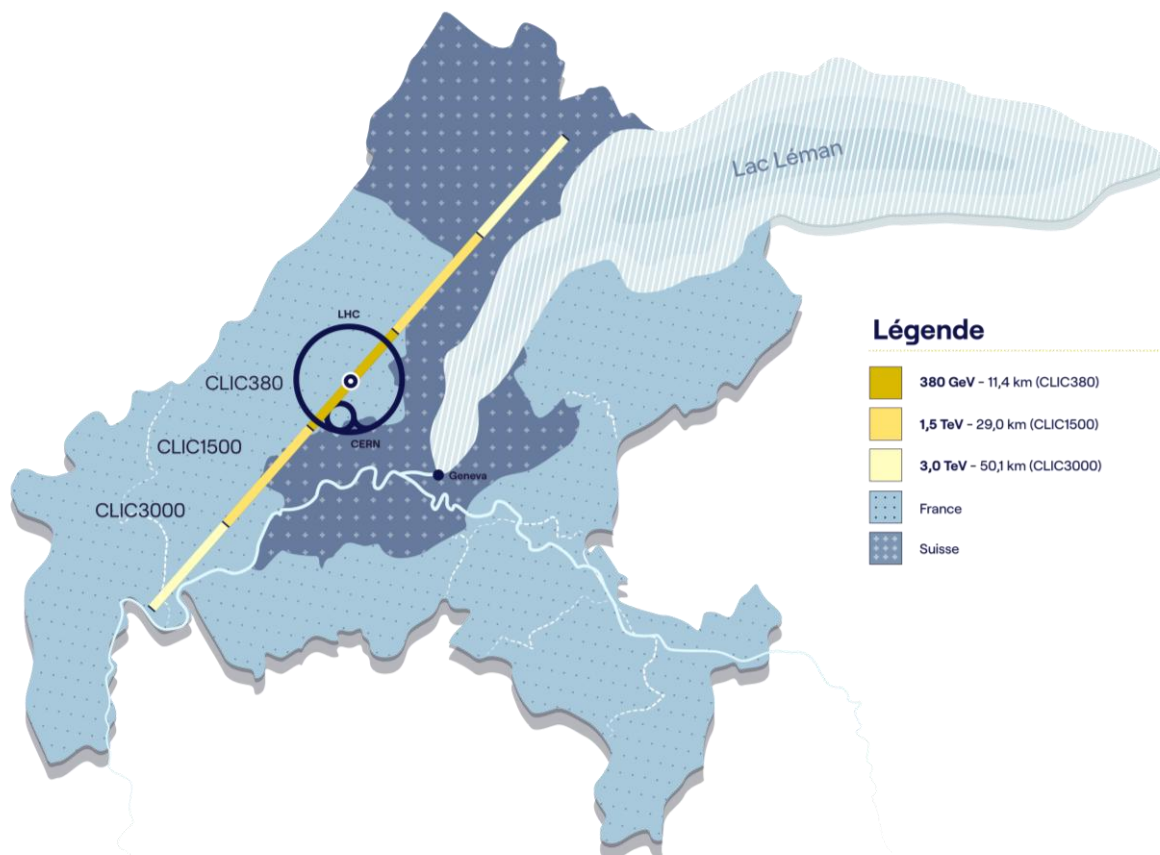 Lac Léman
LHC
CLIC380
CERN
CLIC1500
Geneva
CLIC3000
Légende
380 GeV - 11,4 km (CLIC380)
1,5 TeV - 29,0 km (CLIC1500)
3,0 TeV - 50,1 km (CLIC3000)
France
Suisse